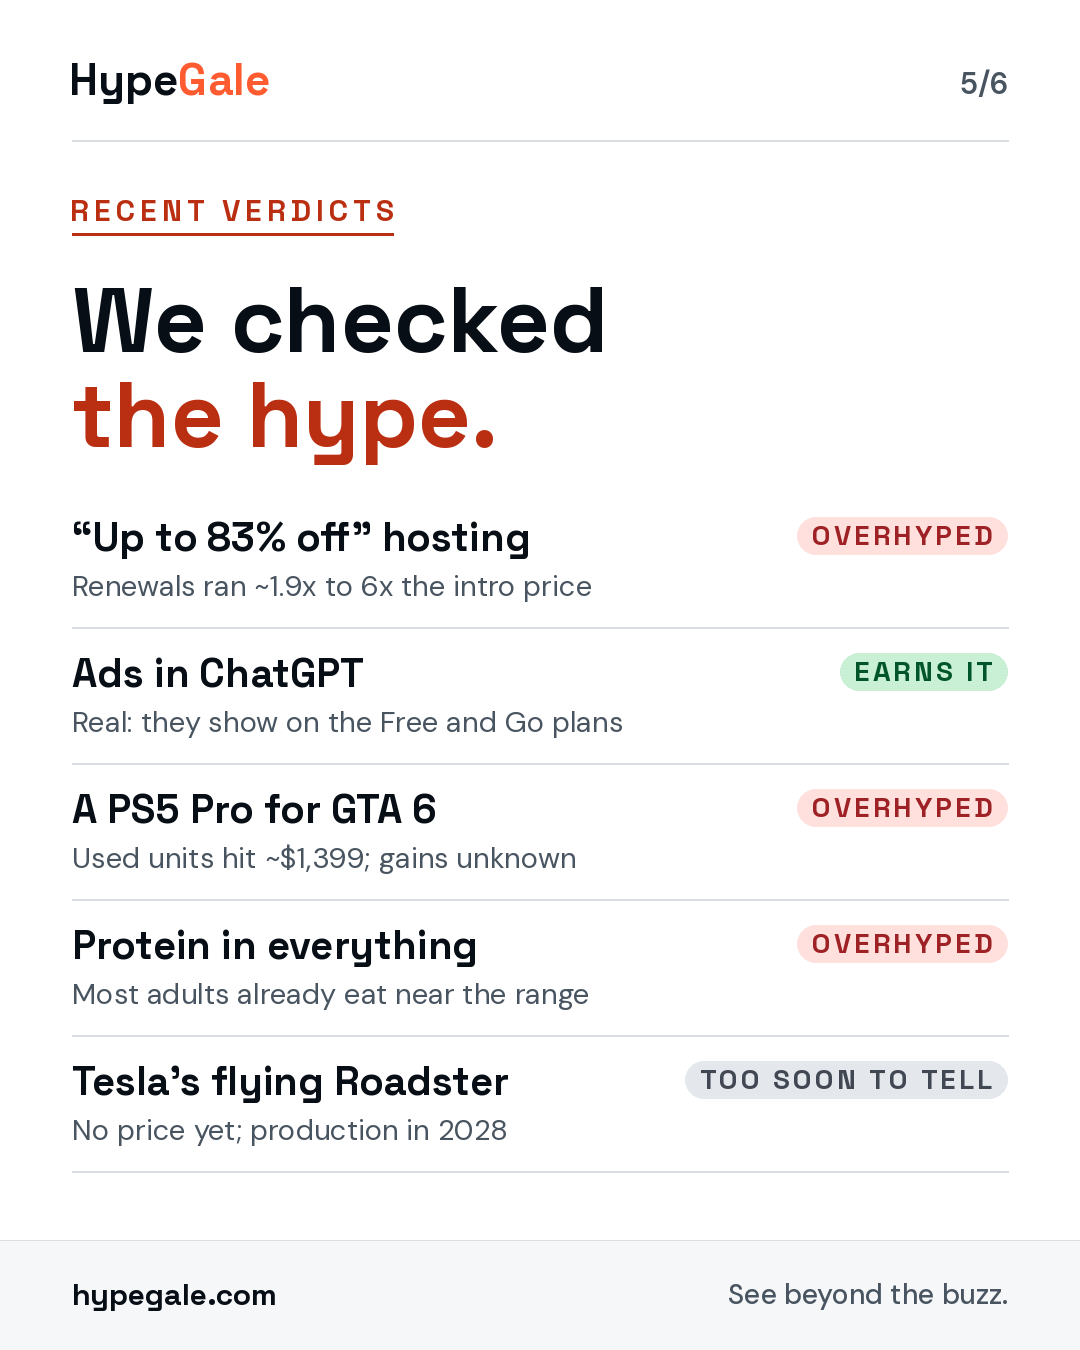 HypeGale
5/6
RECENT VERDICTS
We checked
the hype.
“Up to 83% off” hosting
OVERHYPED
Renewals ran ~1.9x to 6x the intro price
Ads in ChatGPT
EARNS IT
Real: they show on the Free and Go plans
A PS5 Pro for GTA 6
OVERHYPED
Used units hit ~$1,399; gains unknown
Protein in everything
OVERHYPED
Most adults already eat near the range
Tesla’s flying Roadster
TOO SOON TO TELL
No price yet; production in 2028
hypegale.com
See beyond the buzz.